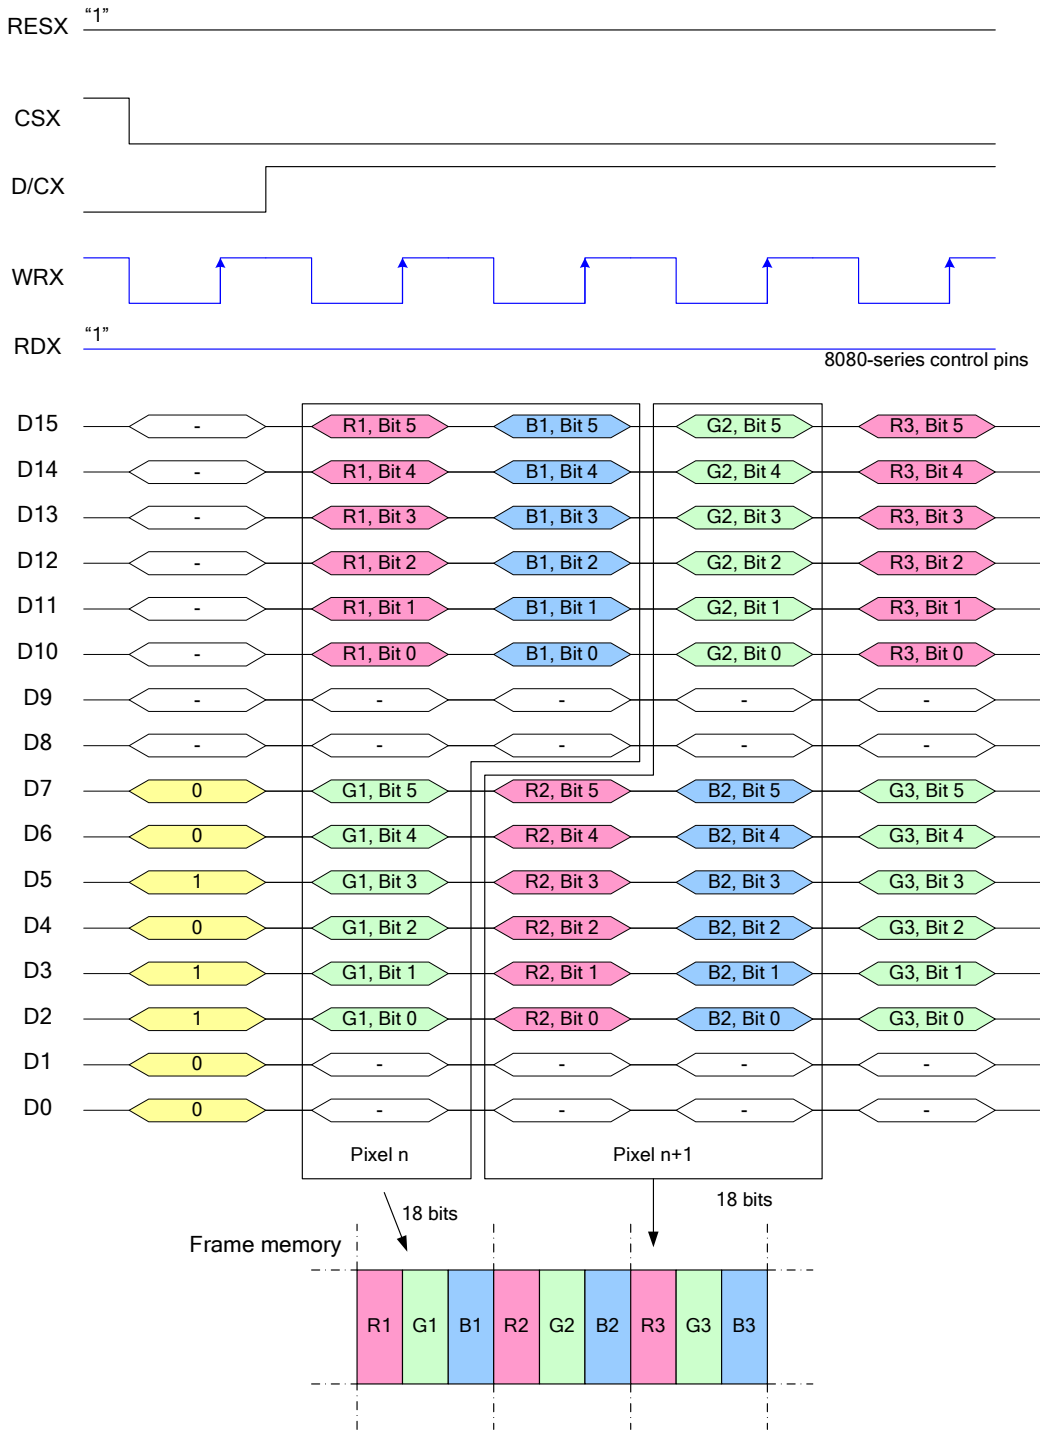 RESX "1"
CSX
D/CX
WRX
RDX "1"
8080-series control pins
D15 - R1, Bit 5 B1, Bit 5 G2, Bit 5 R3, Bit 5
D14 - R1, Bit 4 B1, Bit 4 G2, Bit 4 R3, Bit 4
D13 - R1, Bit 3 B1, Bit 3 G2, Bit 3 R3, Bit 3
D12 - R1, Bit 2 B1, Bit 2 G2, Bit 2 R3, Bit 2
D11 - R1, Bit 1 B1, Bit 1 G2, Bit 1 R3, Bit 1
D10 - R1, Bit 0 B1, Bit 0 G2, Bit 0 R3, Bit 0
D9 - - - - -
D8 - - - - -
D7 0 G1, Bit 5 R2, Bit 5 B2, Bit 5 G3, Bit 5
D6 0 G1, Bit 4 R2, Bit 4 B2, Bit 4 G3, Bit 4
D5 1 G1, Bit 3 R2, Bit 3 B2, Bit 3 G3, Bit 3
D4 0 G1, Bit 2 R2, Bit 2 B2, Bit 2 G3, Bit 2
D3 1 G1, Bit 1 R2, Bit 1 B2, Bit 1 G3, Bit 1
D2 1 G1, Bit 0 R2, Bit 0 B2, Bit 0 G3, Bit 0
D1 0 - - - -
D0 0 - - - -
Pixel n Pixel n+1
18 bits 18 bits
Frame memory
R1 G1 B1 R2 G2 B2 R3 G3 B3